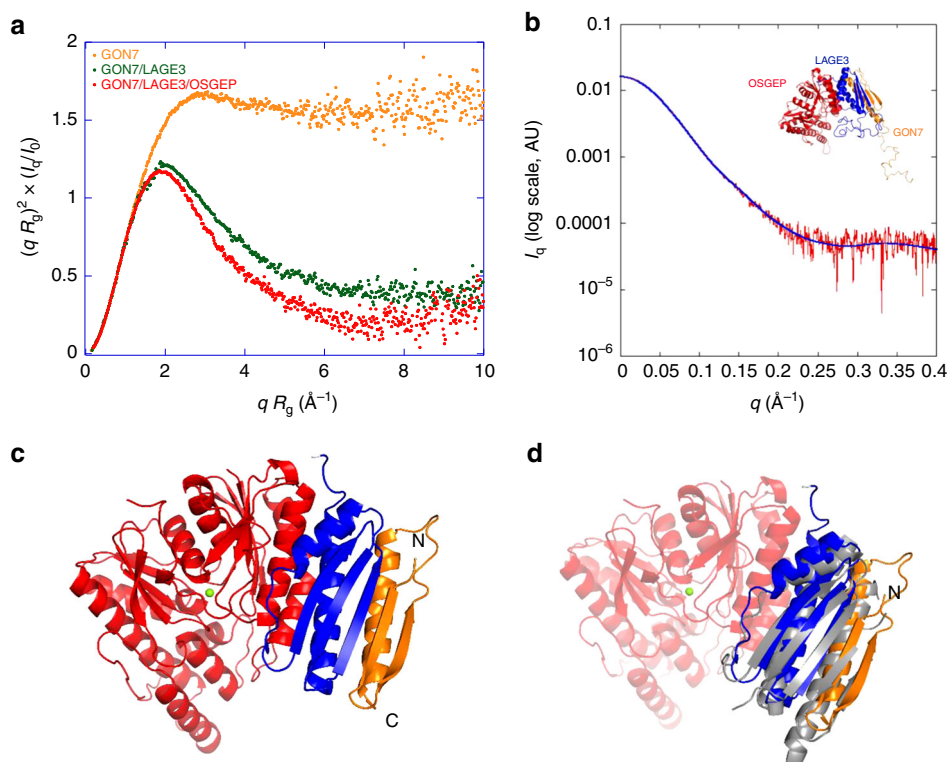 a
2
1.5
1
0.5
0
0
2
4
6
8
10
(q Rg)² × (Iq/I0)
q Rg (Å⁻¹)
GON7
GON7/LAGE3
GON7/LAGE3/OSGEP
b
0.1
0.01
0.001
0.0001
10⁻⁵
10⁻⁶
0
0.05
0.1
0.15
0.2
0.25
0.3
0.35
0.4
Iq (log scale, AU)
q (Å⁻¹)
LAGE3
OSGEP
GON7
c
N
C
d
N